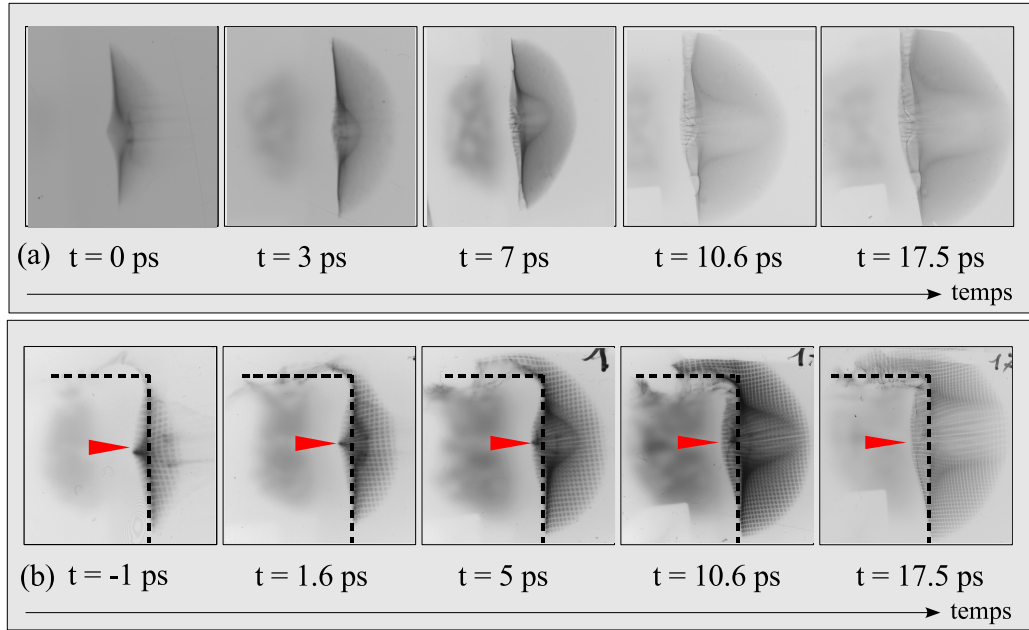 (a) t = 0 ps t = 3 ps t = 7 ps t = 10.6 ps t = 17.5 ps
temps
(b) t = -1 ps t = 1.6 ps t = 5 ps t = 10.6 ps t = 17.5 ps
temps